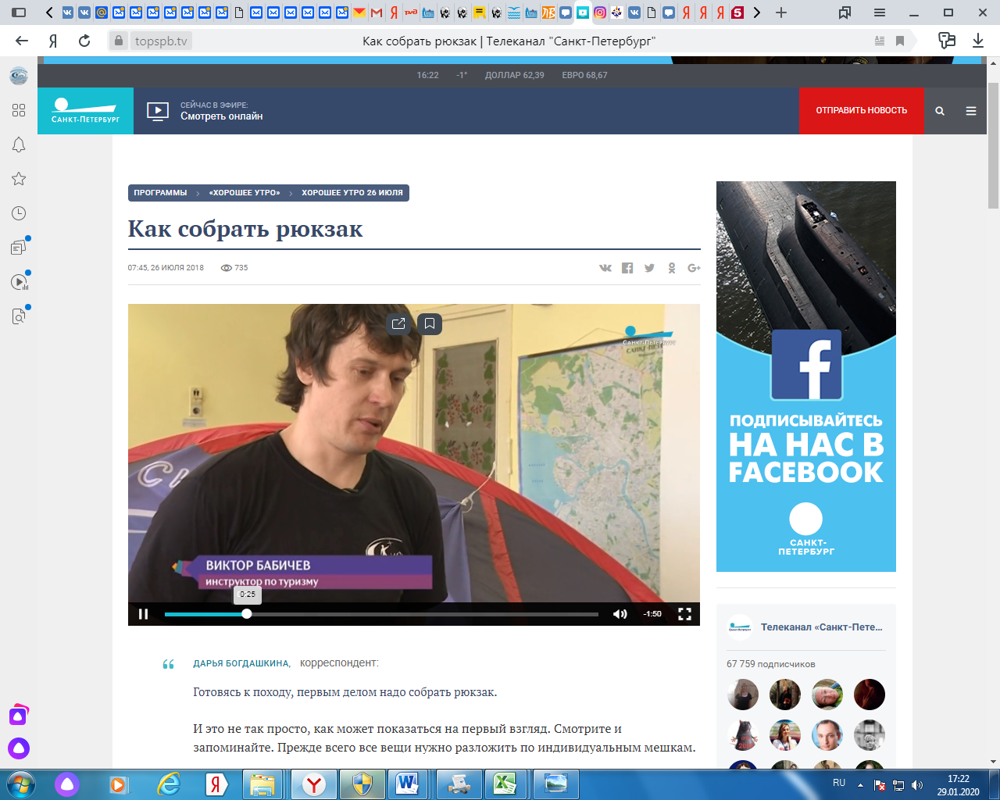 topspb.tv
Как собрать рюкзак | Телеканал "Санкт-Петербург"
16:22
-1°
ДОЛЛАР 62,39
ЕВРО 68,67
САНКТ-ПЕТЕРБУРГ
СЕЙЧАС В ЭФИРЕ:
Смотреть онлайн
ОТПРАВИТЬ НОВОСТЬ
ПРОГРАММЫ
«ХОРОШЕЕ УТРО»
ХОРОШЕЕ УТРО 26 ИЮЛЯ
Как собрать рюкзак
07:45, 26 ИЮЛЯ 2018
735
САНКТ-ПЕТЕРБУРГ
ВИКТОР БАБИЧЕВ
инструктор по туризму
0:25
-1:50
ДАРЬЯ БОГДАШКИНА, корреспондент:
Готовясь к походу, первым делом надо собрать рюкзак.
И это не так просто, как может показаться на первый взгляд. Смотрите и
запоминайте. Прежде всего все вещи нужно разложить по индивидуальным мешкам.
ПОДПИСЫВАЙТЕСЬ
НА НАС В
FACEBOOK
САНКТ-
ПЕТЕРБУРГ
Телеканал «Санкт-Пете...
67 759 подписчиков
RU
17:22
29.01.2020